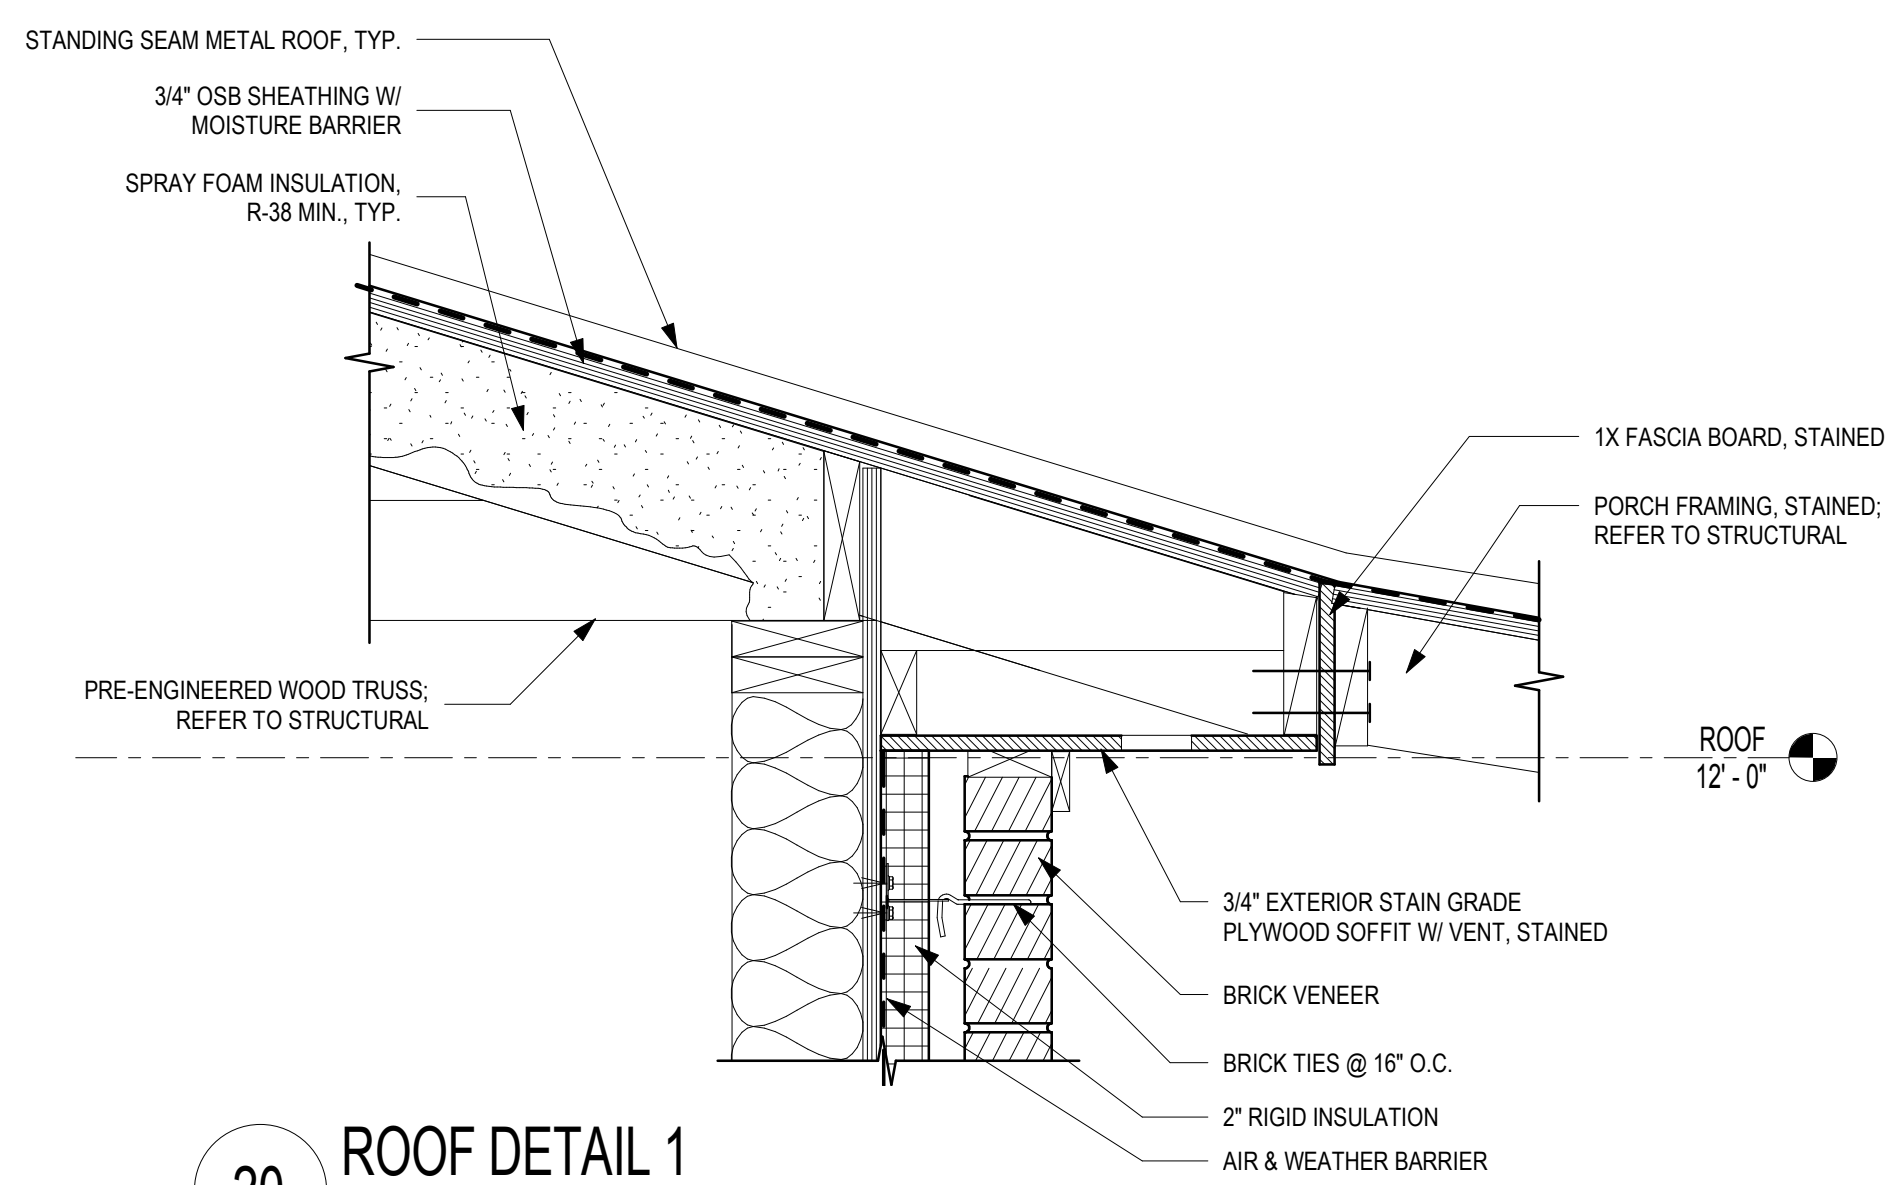 STANDING SEAM METAL ROOF, TYP.
3/4" OSB SHEATHING W/
MOISTURE BARRIER
SPRAY FOAM INSULATION,
R-38 MIN., TYP.
1X FASCIA BOARD, STAINED
PORCH FRAMING, STAINED;
REFER TO STRUCTURAL
PRE-ENGINEERED WOOD TRUSS;
REFER TO STRUCTURAL
ROOF
12' - 0"
3/4" EXTERIOR STAIN GRADE
PLYWOOD SOFFIT W/ VENT, STAINED
BRICK VENEER
BRICK TIES @ 16" O.C.
2" RIGID INSULATION
AIR & WEATHER BARRIER
ROOF DETAIL 1